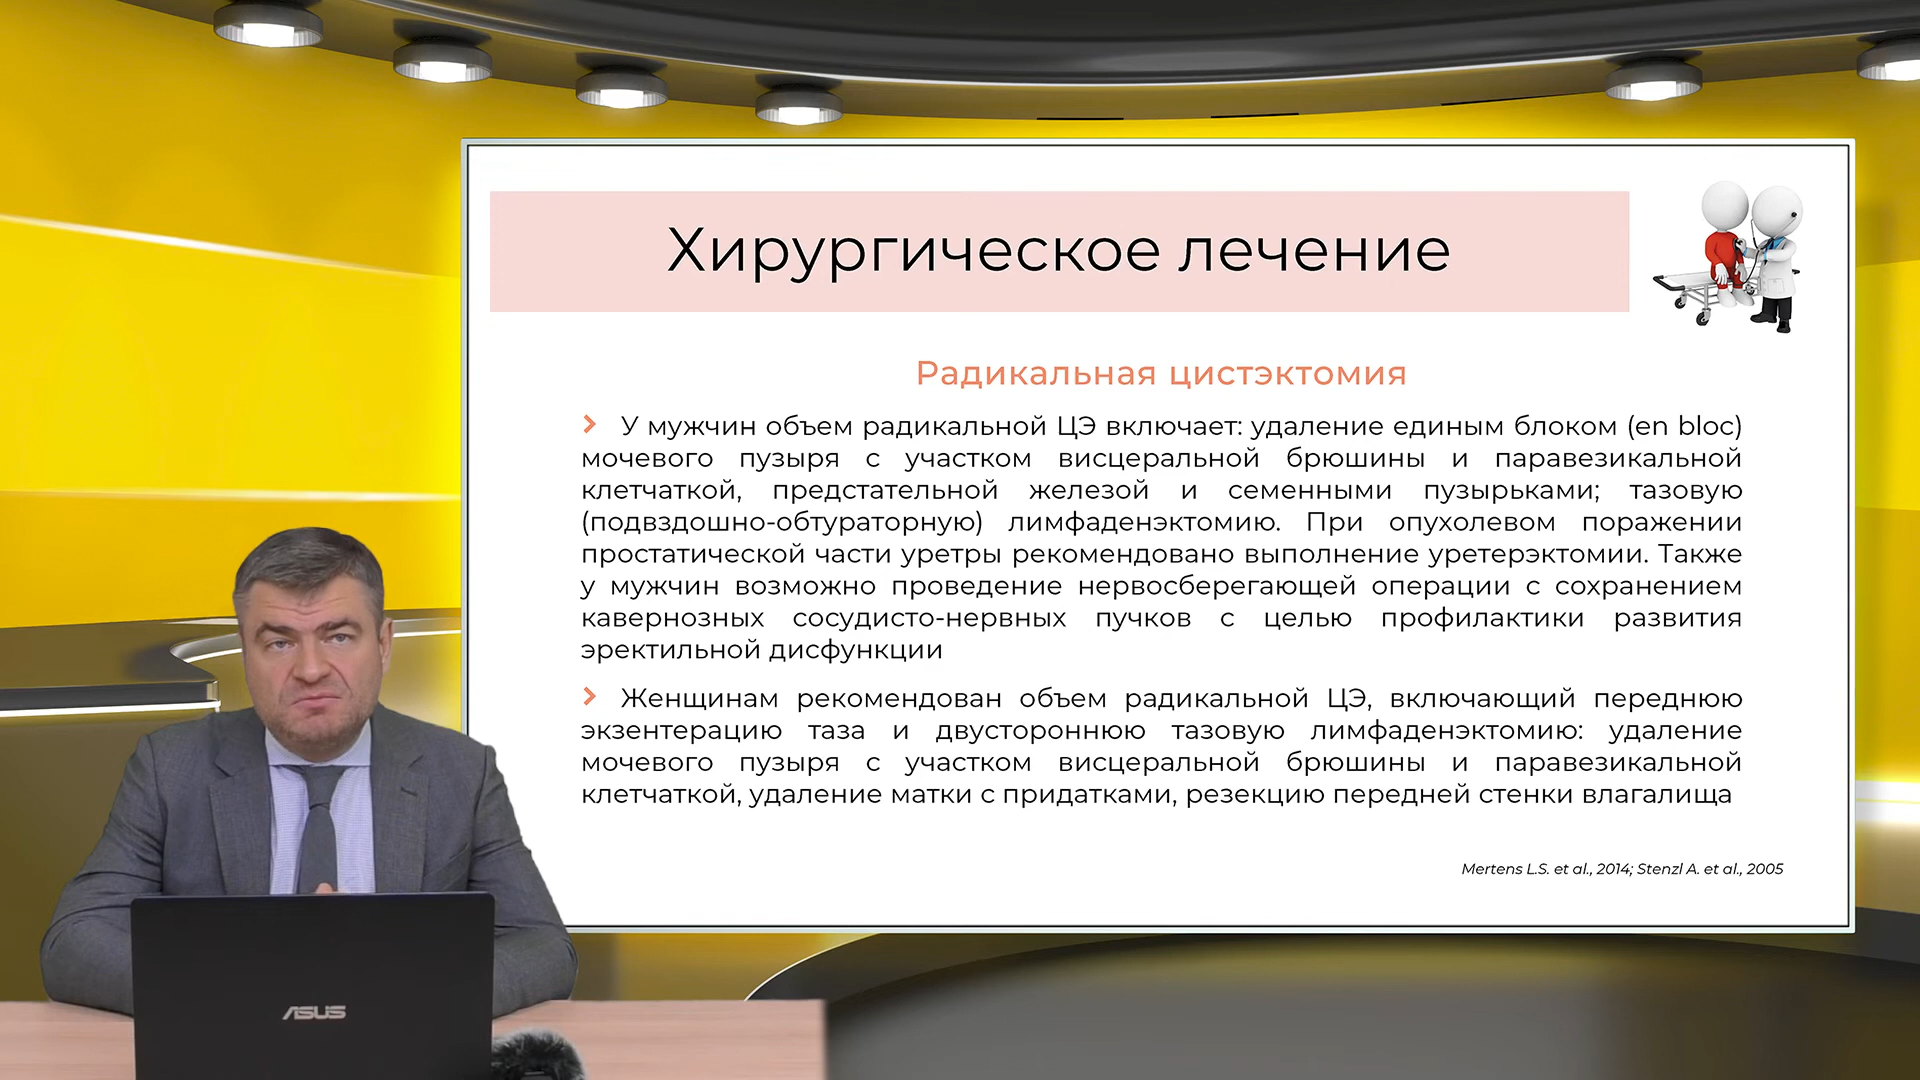 Хирургическое лечение
Радикальная цистэктомия
У мужчин объем радикальной ЦЭ включает: удаление единым блоком (en bloc)
мочевого пузыря с участком висцеральной брюшины и паравезикальной
клетчаткой, предстательной железой и семенными пузырьками; тазовую
(подвздошно-обтураторную) лимфаденэктомию. При опухолевом поражении
простатической части уретры рекомендовано выполнение уретерэктомии. Также
у мужчин возможно проведение нервосберегающей операции с сохранением
кавернозных сосудисто-нервных пучков с целью профилактики развития
эректильной дисфункции
Женщинам рекомендован объем радикальной ЦЭ, включающий переднюю
экзентерацию таза и двустороннюю тазовую лимфаденэктомию: удаление
мочевого пузыря с участком висцеральной брюшины и паравезикальной
клетчаткой, удаление матки с придатками, резекцию передней стенки влагалища
Mertens L.S. et al., 2014; Stenzl A. et al., 2005
ASUS